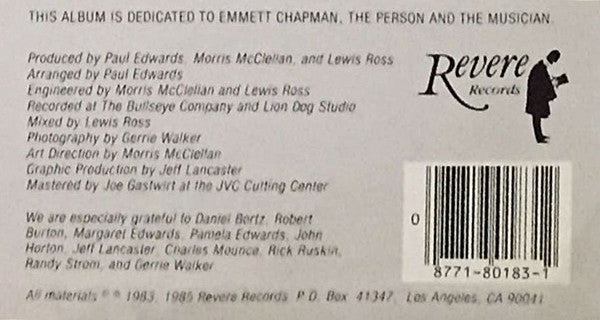 THIS ALBUM IS DEDICATED TO EMMETT CHAPMAN, THE PERSON AND THE MUSICIAN.
Produced by Paul Edwards, Morris McClellan, and Lewis Ross
Arranged by Paul Edwards
Engineered by Morris McClellan and Lewis Ross
Recorded at The Bullseye Company and Lion Dog Studio
Mixed by Lewis Ross
Photography by Gerrie Walker
Art Direction by Morris McClellan
Graphic Production by Jeff Lancaster
Mastered by Joe Gastwirt at the JVC Cutting Center
We are especially grateful to Daniel Bortz, Robert
Burton, Margaret Edwards, Pamela Edwards, John
Horton, Jeff Lancaster, Charles Mounce, Rick Ruskin,
Randy Strom, and Gerrie Walker
Revere
Records
0
8771-80183-1
All materials ℗ © 1983, 1985 Revere Records, P.O. Box 41347, Los Angeles, CA 90041